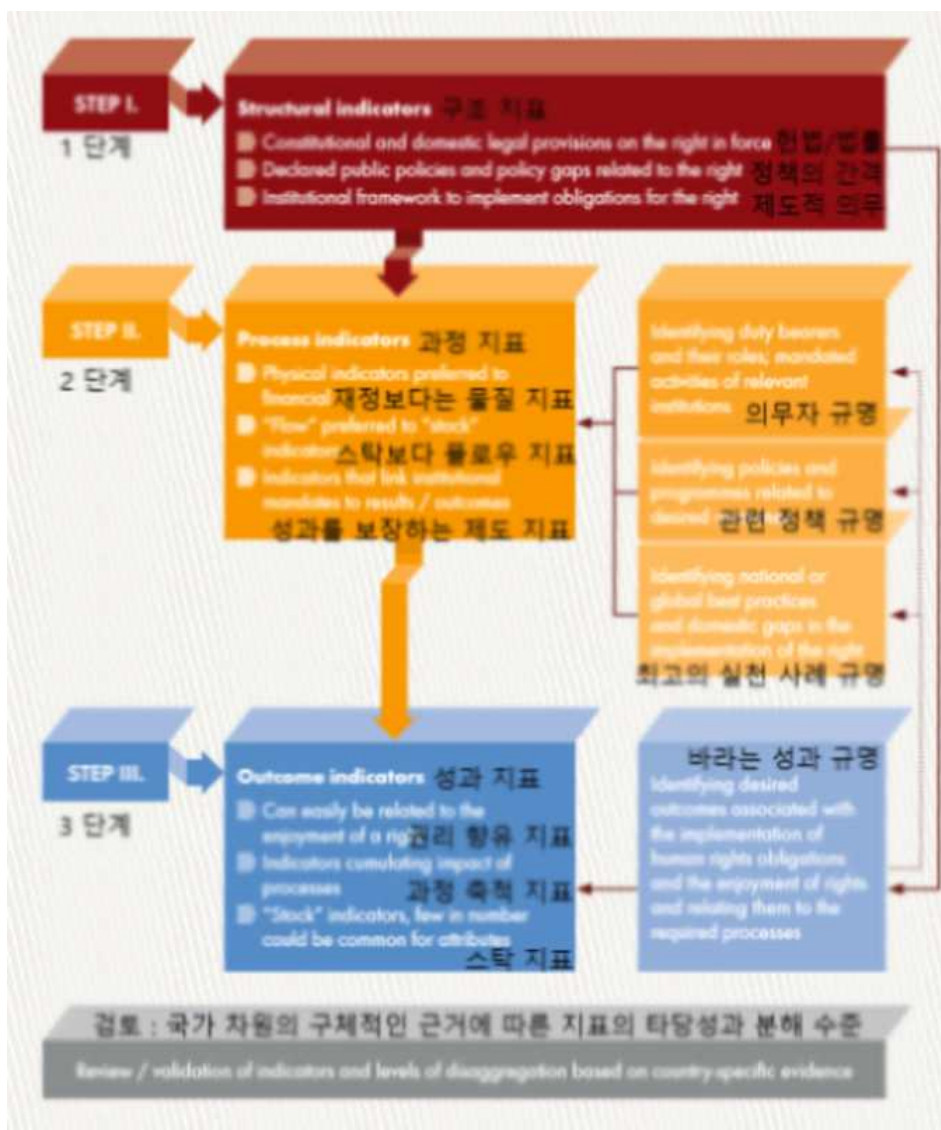 STEP I.
1 단계
Structural indicators 구조 지표
Constitutional and domestic legal provisions on the right in force 헌법/법률
Declared public policies and policy gaps related to the right 정책의 간격
Institutional framework to implement obligations for the right 제도적 의무
STEP II.
2 단계
Process indicators 과정 지표
Physical indicators preferred to
financial 재정보다는 물질 지표
"Flow" preferred to "stock"
indicators 스탁보다 플로우 지표
Indicators that link institutional
mandates to results / outcomes
성과를 보장하는 제도 지표
Identifying duty bearers
and their roles; mandated
activities of relevant
institutions
의무자 규명
Identifying policies and
programmes related to
desired
관련 정책 규명
Identifying national or
global best practices
and domestic gaps in the
implementation of the right
최고의 실천 사례 규명
STEP III.
3 단계
Outcome indicators 성과 지표
Can easily be related to the
enjoyment of a right
권리 향유 지표
Indicators cumulating impact of
processes
과정 축적 지표
"Stock" indicators, few in number
could be common for attributes
스탁 지표
바라는 성과 규명
Identifying desired
outcomes associated with
the implementation of
human rights obligations
and the enjoyment of rights
and relating them to the
required processes
검토 : 국가 차원의 구체적인 근거에 따른 지표의 타당성과 분해 수준
Review / validation of indicators and levels of disaggregation based on country-specific evidence